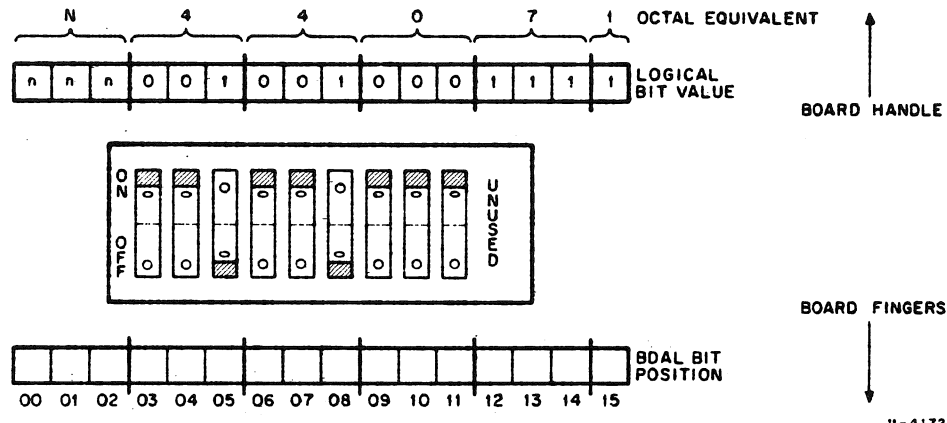 N 4 4 0 7 1 OCTAL EQUIVALENT
n n n 0 0 1 0 0 1 0 0 0 1 1 1 1 LOGICAL
BIT VALUE
BOARD HANDLE
ON
OFF
UNUSED
BOARD FINGERS
BDAL BIT
POSITION
00 01 02 03 04 05 06 07 08 09 10 11 12 13 14 15
11-4172